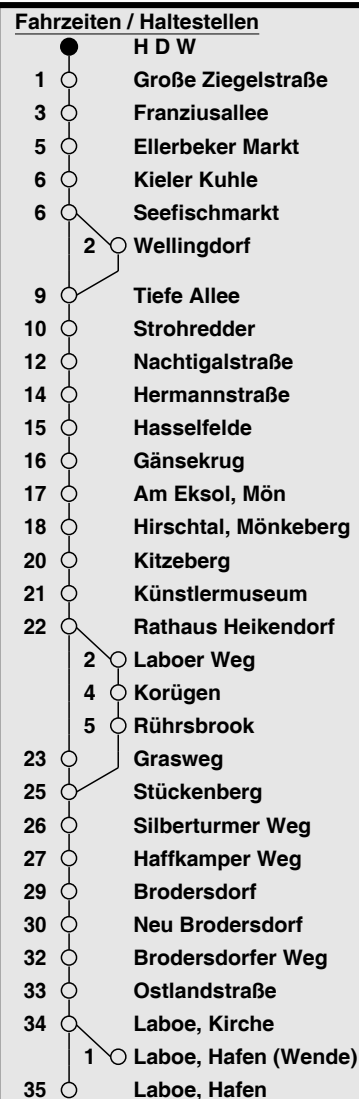 Fahrzeiten / Haltestellen
H D W
1 Große Ziegelstraße
3 Franziusallee
5 Ellerbeker Markt
6 Kieler Kuhle
6 Seefischmarkt
2 Wellingdorf
9 Tiefe Allee
10 Strohredder
12 Nachtigalstraße
14 Hermannstraße
15 Hasselfelde
16 Gänsekrug
17 Am Eksol, Mön
18 Hirschtal, Mönkeberg
20 Kitzeberg
21 Künstlermuseum
22 Rathaus Heikendorf
2 Laboer Weg
4 Korügen
5 Rührsbrook
23 Grasweg
25 Stückenberg
26 Silberturmer Weg
27 Haffkamper Weg
29 Brodersdorf
30 Neu Brodersdorf
32 Brodersdorfer Weg
33 Ostlandstraße
34 Laboe, Kirche
1 Laboe, Hafen (Wende)
35 Laboe, Hafen